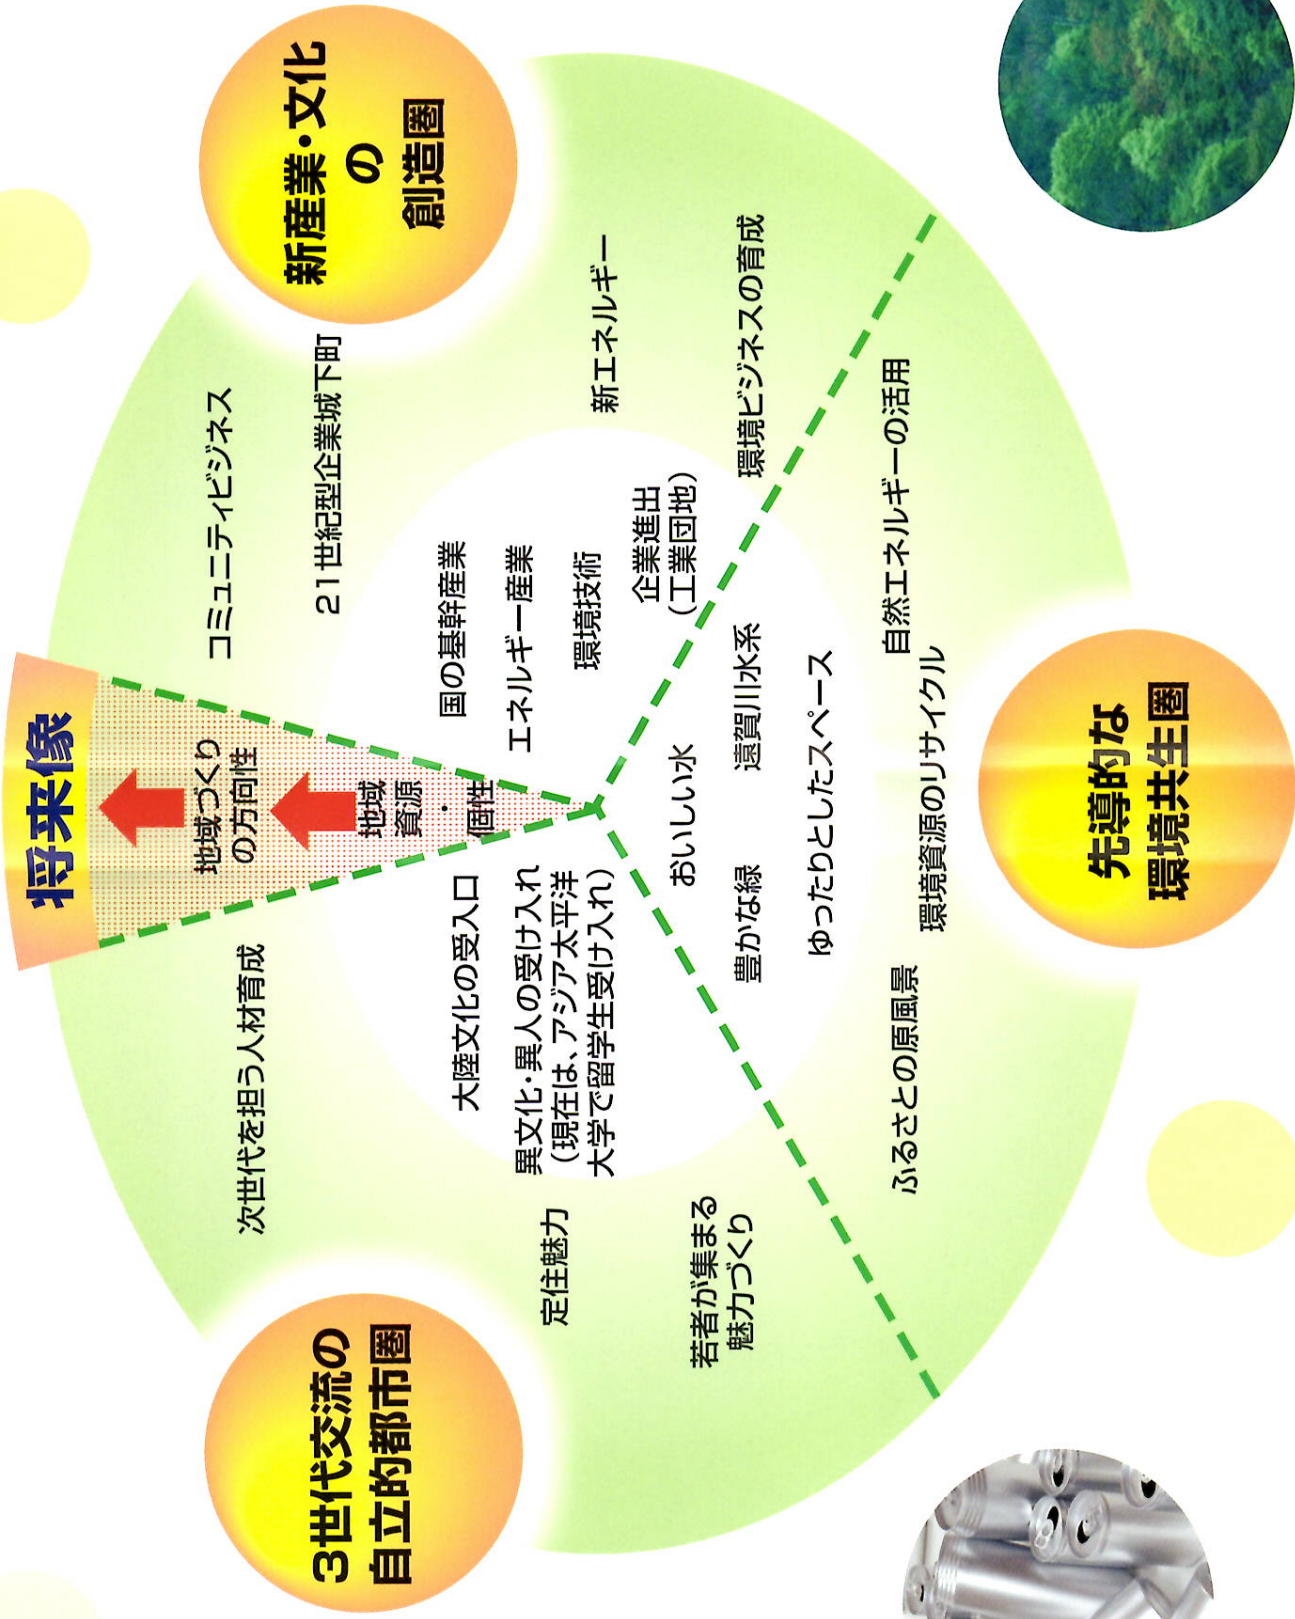 将来像
地域づくり
の方向性
地域
資源
・
個性
3世代交流の
自立的都市圏
次世代を担う人材育成
定住魅力
若者が集まる
魅力づくり
大陸文化の受入口
異文化・異人の受け入れ
(現在は、アジア太平洋
大学で留学生受け入れ)
新産業・文化
の
創造圏
コミュニティビジネス
21世紀型企業城下町
新エネルギー
環境ビジネスの育成
国の基幹産業
エネルギー産業
環境技術
企業進出
(工業団地)
おいしい水
豊かな緑
遠賀川水系
ゆったりとしたスペース
ふるさとの原風景
環境資源のリサイクル
自然エネルギーの活用
先導的な
環境共生圏